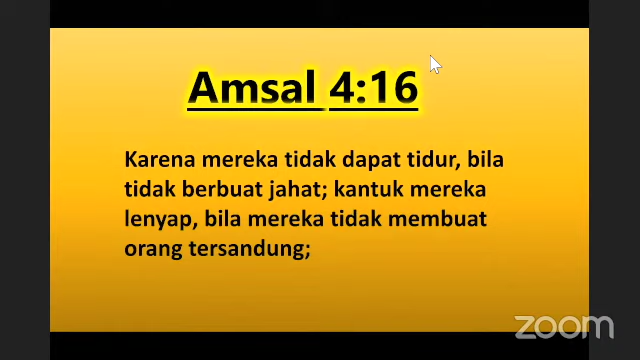 Amsal 4:16
Karena mereka tidak dapat tidur, bila
tidak berbuat jahat; kantuk mereka
lenyap, bila mereka tidak membuat
orang tersandung;
zoom